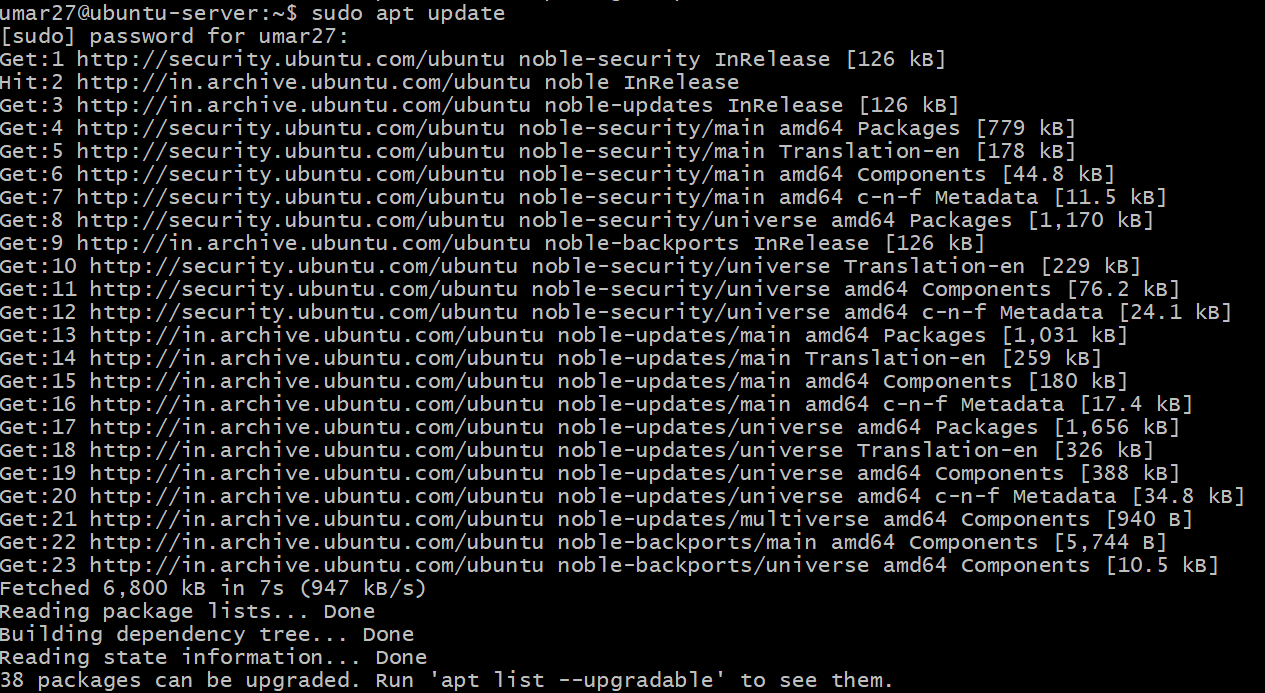 umar27@ubuntu-server:~$ sudo apt update
[sudo] password for umar27:
Get:1 http://security.ubuntu.com/ubuntu noble-security InRelease [126 kB]
Hit:2 http://in.archive.ubuntu.com/ubuntu noble InRelease
Get:3 http://in.archive.ubuntu.com/ubuntu noble-updates InRelease [126 kB]
Get:4 http://security.ubuntu.com/ubuntu noble-security/main amd64 Packages [779 kB]
Get:5 http://security.ubuntu.com/ubuntu noble-security/main Translation-en [178 kB]
Get:6 http://security.ubuntu.com/ubuntu noble-security/main amd64 Components [44.8 kB]
Get:7 http://security.ubuntu.com/ubuntu noble-security/main amd64 c-n-f Metadata [11.5 kB]
Get:8 http://security.ubuntu.com/ubuntu noble-security/universe amd64 Packages [1,170 kB]
Get:9 http://in.archive.ubuntu.com/ubuntu noble-backports InRelease [126 kB]
Get:10 http://security.ubuntu.com/ubuntu noble-security/universe Translation-en [229 kB]
Get:11 http://security.ubuntu.com/ubuntu noble-security/universe amd64 Components [76.2 kB]
Get:12 http://security.ubuntu.com/ubuntu noble-security/universe amd64 c-n-f Metadata [24.1 kB]
Get:13 http://in.archive.ubuntu.com/ubuntu noble-updates/main amd64 Packages [1,031 kB]
Get:14 http://in.archive.ubuntu.com/ubuntu noble-updates/main Translation-en [259 kB]
Get:15 http://in.archive.ubuntu.com/ubuntu noble-updates/main amd64 Components [180 kB]
Get:16 http://in.archive.ubuntu.com/ubuntu noble-updates/main amd64 c-n-f Metadata [17.4 kB]
Get:17 http://in.archive.ubuntu.com/ubuntu noble-updates/universe amd64 Packages [1,656 kB]
Get:18 http://in.archive.ubuntu.com/ubuntu noble-updates/universe Translation-en [326 kB]
Get:19 http://in.archive.ubuntu.com/ubuntu noble-updates/universe amd64 Components [388 kB]
Get:20 http://in.archive.ubuntu.com/ubuntu noble-updates/universe amd64 c-n-f Metadata [34.8 kB]
Get:21 http://in.archive.ubuntu.com/ubuntu noble-updates/multiverse amd64 Components [940 B]
Get:22 http://in.archive.ubuntu.com/ubuntu noble-backports/main amd64 Components [5,744 B]
Get:23 http://in.archive.ubuntu.com/ubuntu noble-backports/universe amd64 Components [10.5 kB]
Fetched 6,800 kB in 7s (947 kB/s)
Reading package lists... Done
Building dependency tree... Done
Reading state information... Done
38 packages can be upgraded. Run 'apt list --upgradable' to see them.